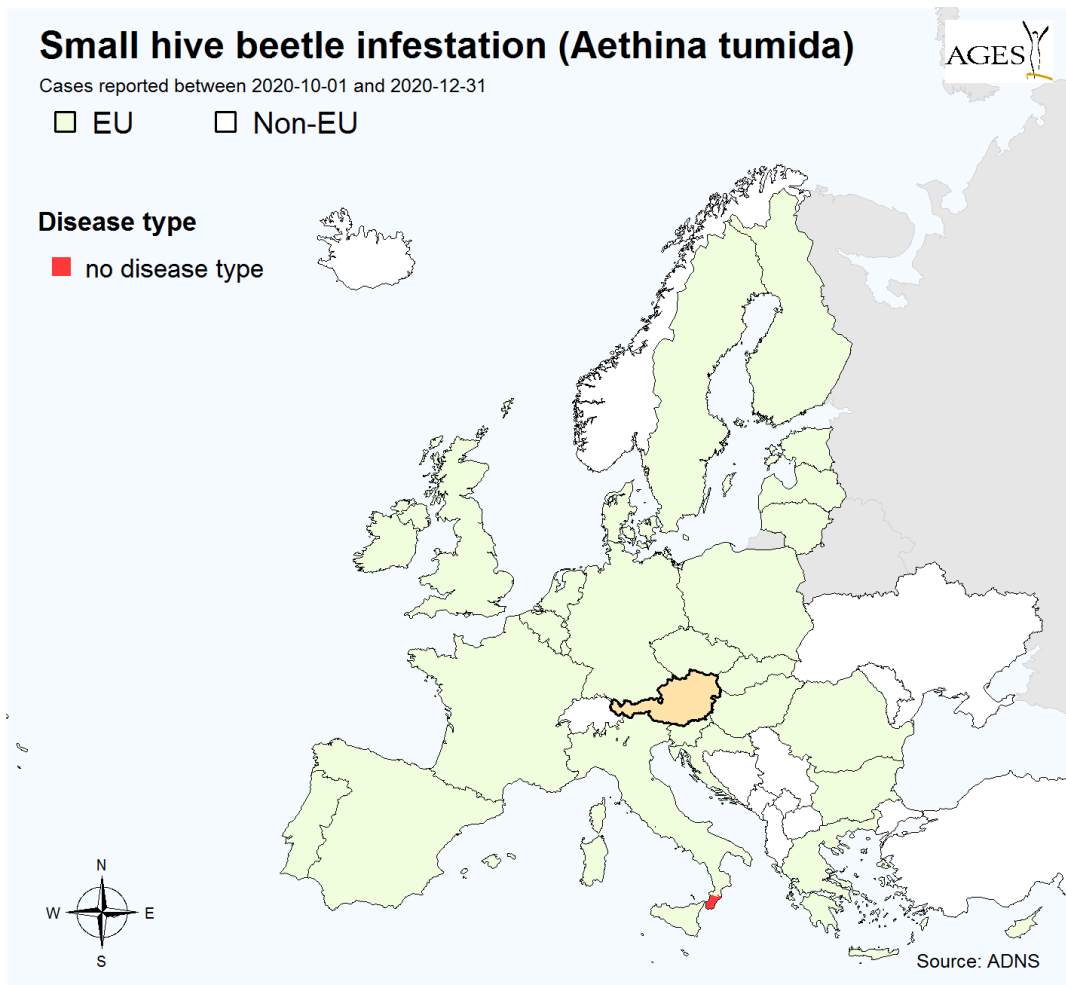 Small hive beetle infestation (Aethina tumida)
AGES
Cases reported between 2020-10-01 and 2020-12-31
EU Non-EU
Disease type
no disease type
N
W E
S
Source: ADNS